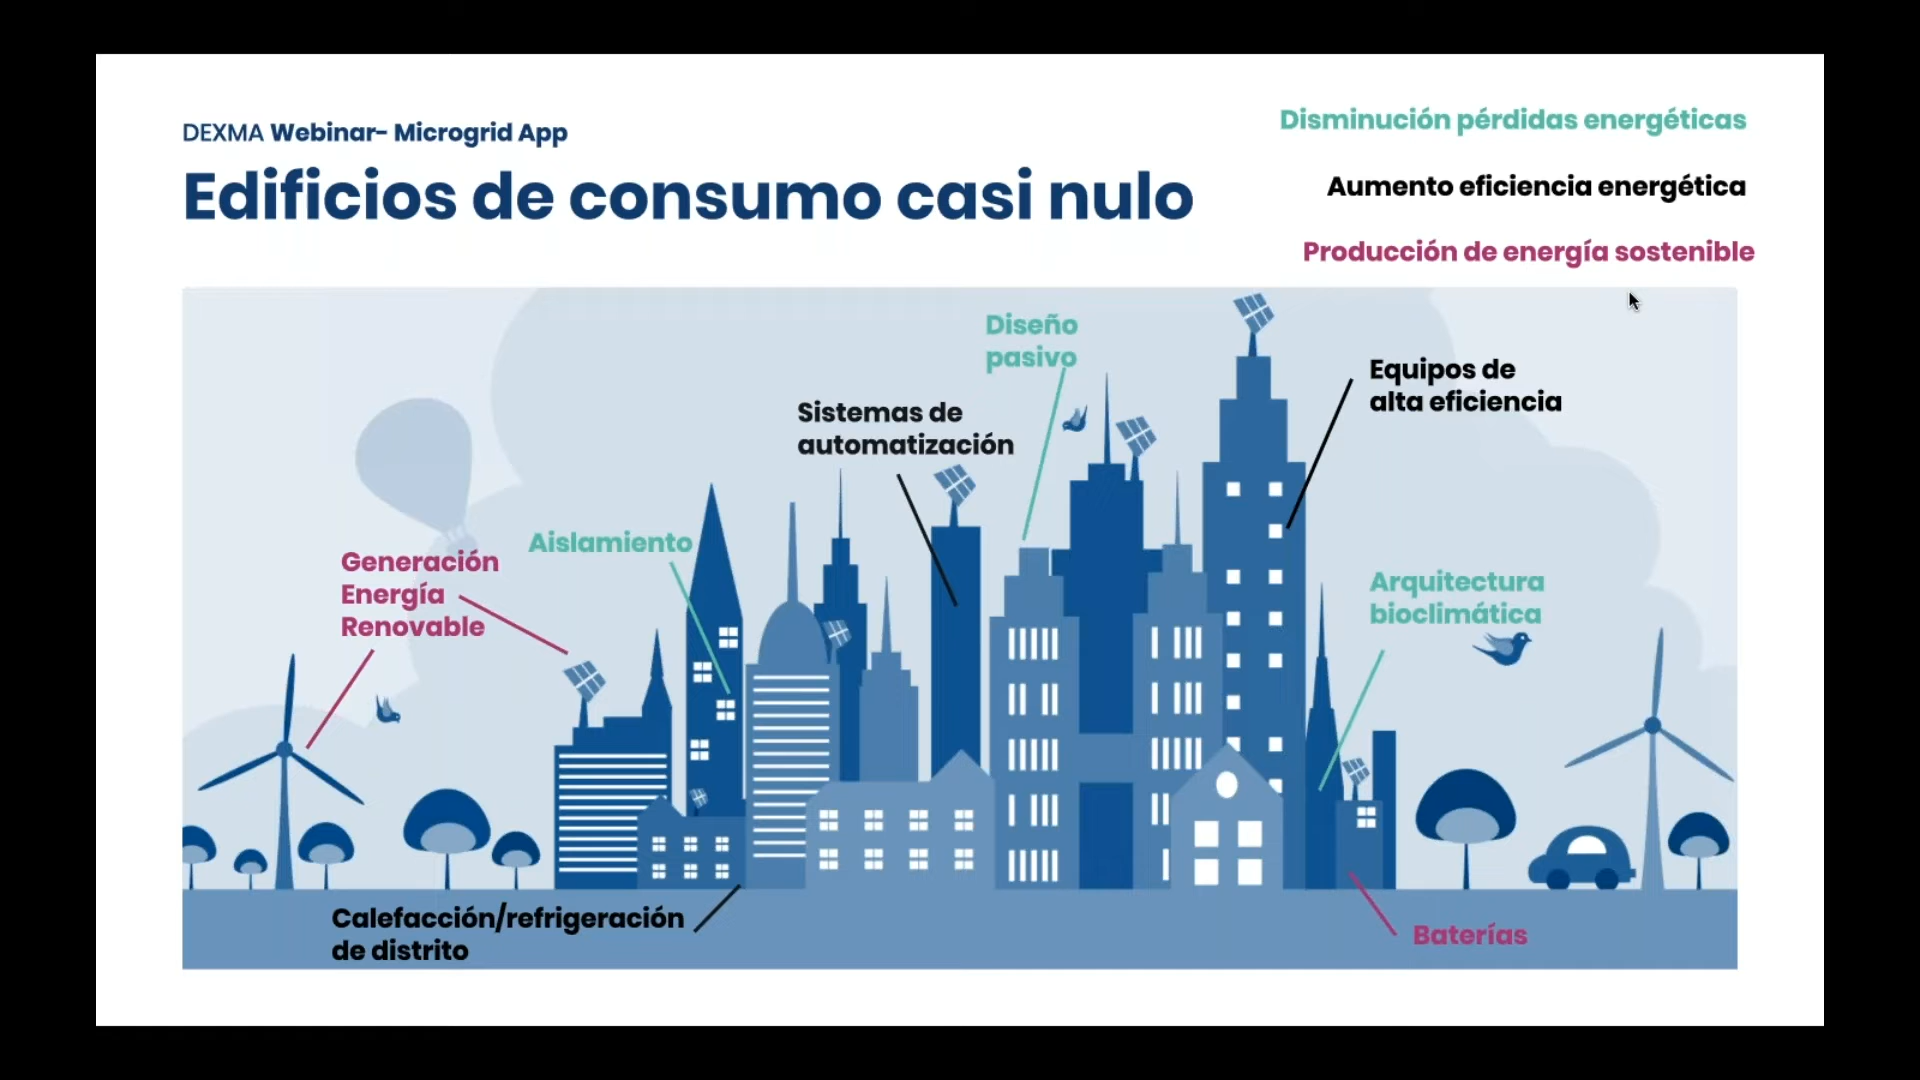 DEXMA Webinar- Microgrid App
Edificios de consumo casi nulo
Disminución pérdidas energéticas
Aumento eficiencia energética
Producción de energía sostenible
Diseño
pasivo
Equipos de
alta eficiencia
Sistemas de
automatización
Aislamiento
Generación
Energía
Renovable
Arquitectura
bioclimática
Calefacción/refrigeración
de distrito
Baterías